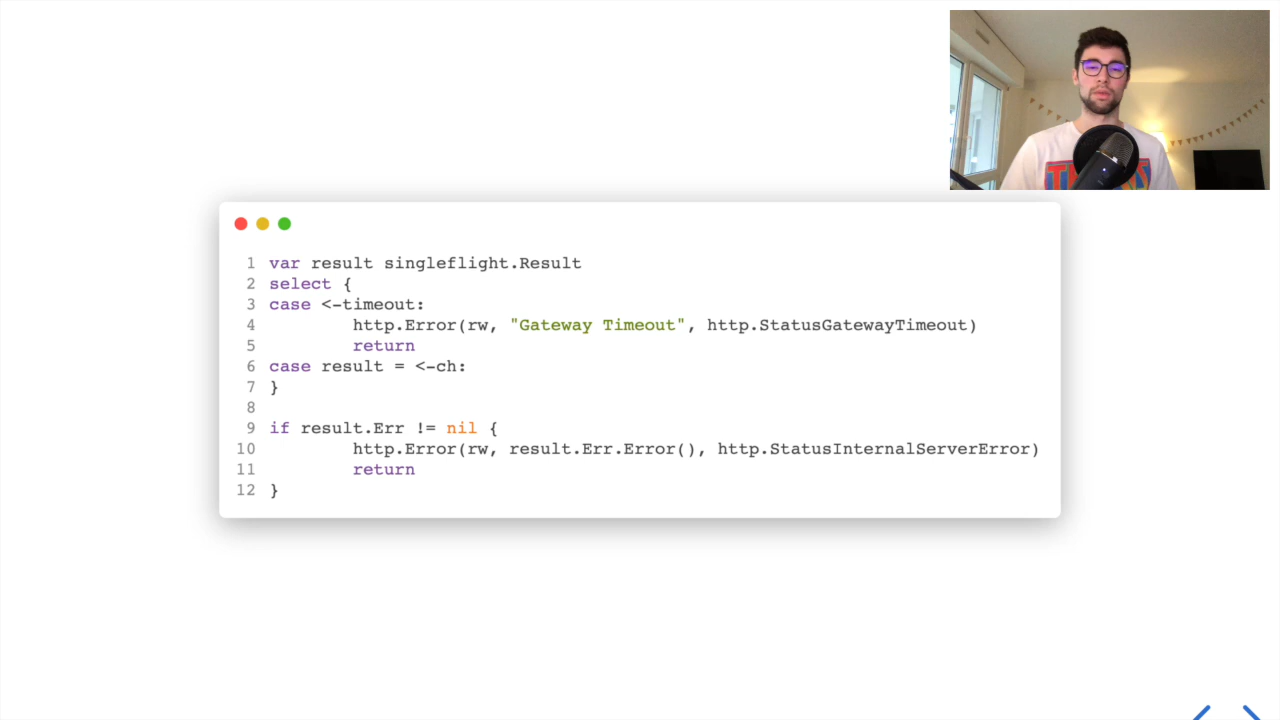 1 var result singleflight.Result
2 select {
3 case <-timeout:
4         http.Error(rw, "Gateway Timeout", http.StatusGatewayTimeout)
5         return
6 case result = <-ch:
7 }
8
9 if result.Err != nil {
10         http.Error(rw, result.Err.Error(), http.StatusInternalServerError)
11         return
12 }